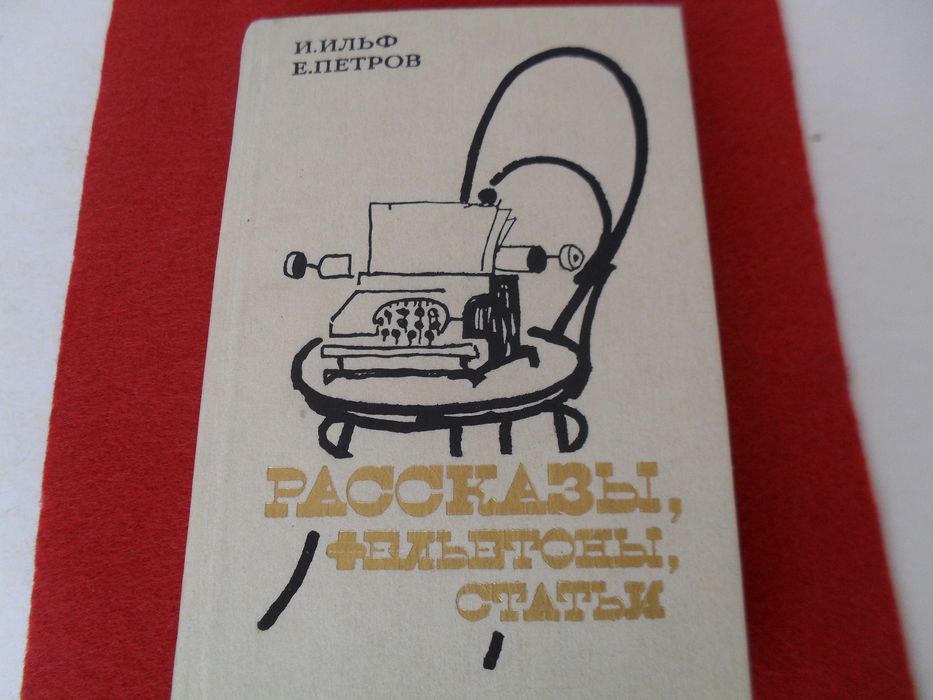 И.ИЛЬФ
Е.ПЕТРОВ
РАССКАЗЫ,
ФЕЛЬЕТОНЫ,
СТАТЬИ